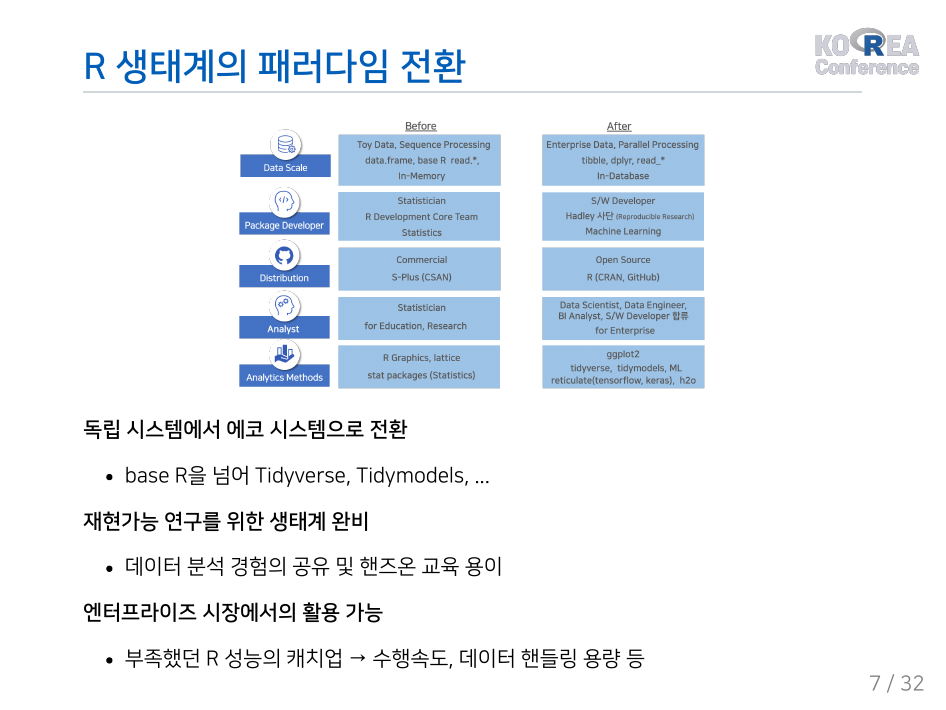 R 생태계의 패러다임 전환
KOREA
Conference
Before
After
Data Scale
Toy Data, Sequence Processing
data.frame, base R read.*,
In-Memory
Enterprise Data, Parallel Processing
tibble, dplyr, read_*
In-Database
Package Developer
Statistician
R Development Core Team
Statistics
S/W Developer
Hadley 사단 (Reproducible Research)
Machine Learning
Distribution
Commercial
S-Plus (CSAN)
Open Source
R (CRAN, GitHub)
Analyst
Statistician
for Education, Research
Data Scientist, Data Engineer,
BI Analyst, S/W Developer 합류
for Enterprise
Analytics Methods
R Graphics, lattice
stat packages (Statistics)
ggplot2
tidyverse, tidymodels, ML
reticulate(tensorflow, keras), h2o
독립 시스템에서 에코 시스템으로 전환
• base R을 넘어 Tidyverse, Tidymodels, ...
재현가능 연구를 위한 생태계 완비
• 데이터 분석 경험의 공유 및 핸즈온 교육 용이
엔터프라이즈 시장에서의 활용 가능
• 부족했던 R 성능의 캐치업 → 수행속도, 데이터 핸들링 용량 등
7 / 32